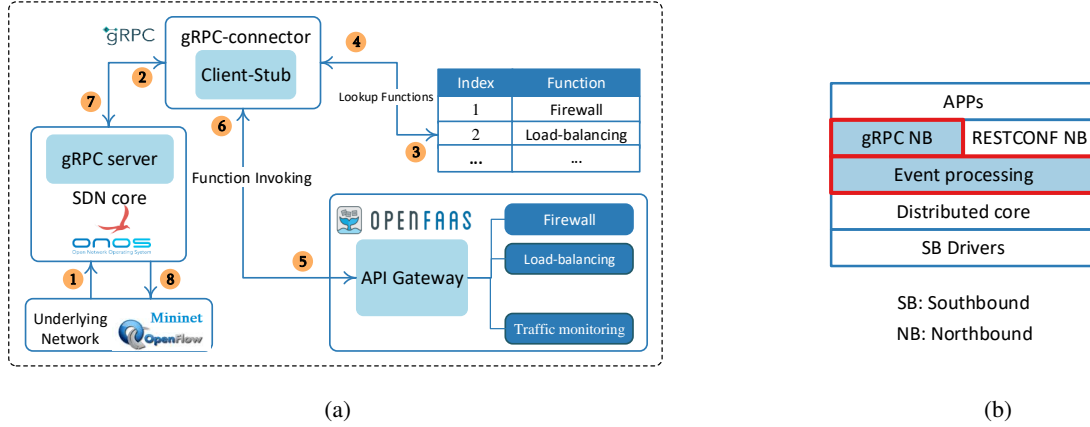 gRPC
gRPC-connector
Client-Stub
2
4
7
6
gRPC server
SDN core
onos
Open Network Operating System
1
8
Underlying
Network
Mininet
OpenFlow
Lookup Functions
3
Index Function
1 Firewall
2 Load-balancing
... ...
Function Invoking
5
OPENFAAS
API Gateway
Firewall
Load-balancing
Traffic monitoring
(a)
APPs
gRPC NB RESTCONF NB
Event processing
Distributed core
SB Drivers
SB: Southbound
NB: Northbound
(b)